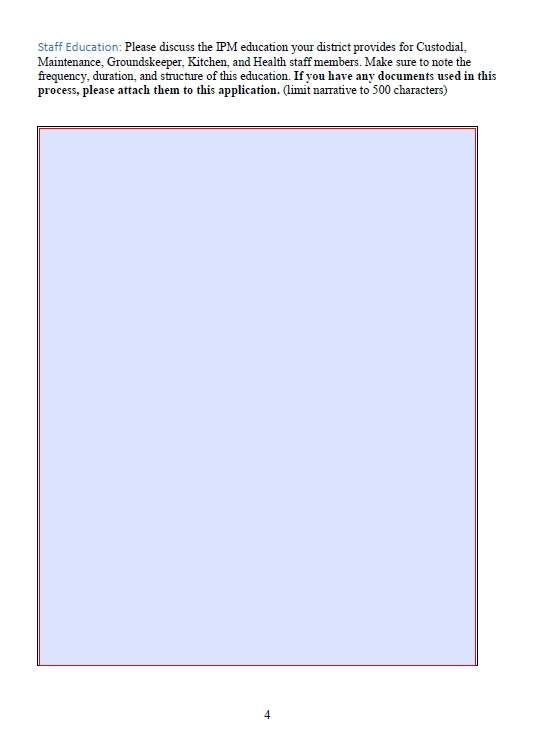 Staff Education: Please discuss the IPM education your district provides for Custodial,
Maintenance, Groundskeeper, Kitchen, and Health staff members. Make sure to note the
frequency, duration, and structure of this education. If you have any documents used in this
process, please attach them to this application. (limit narrative to 500 characters)
4